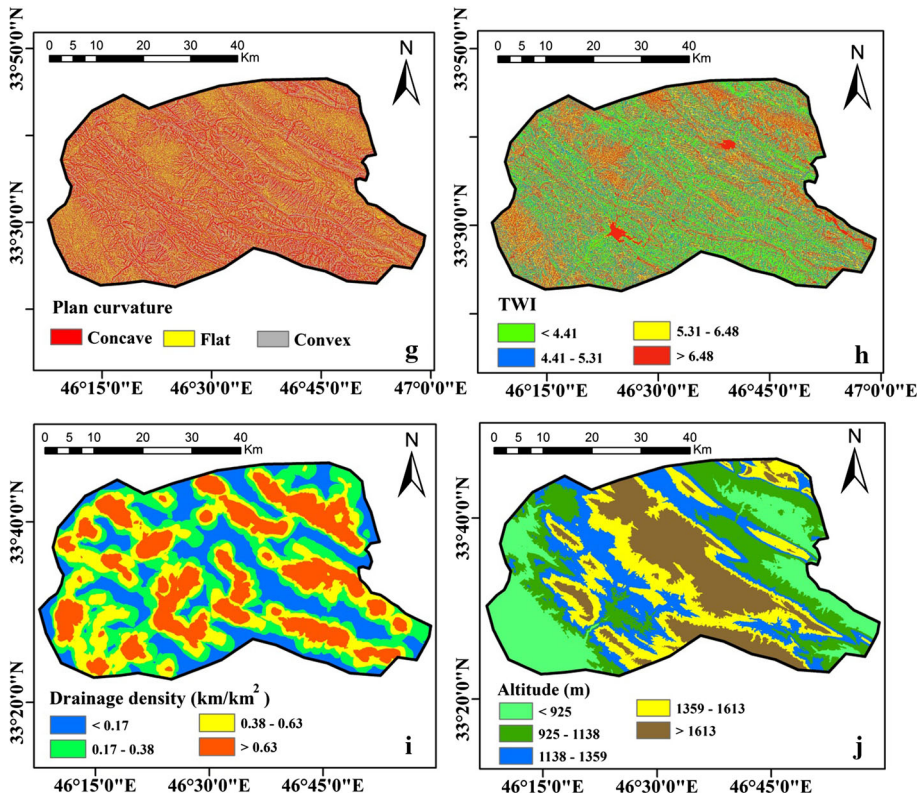 0 5 10 20 30 40
Km
N
33°50'0"N
33°30'0"N
Plan curvature
Concave Flat Convex
g
46°15'0"E 46°30'0"E 46°45'0"E 47°0'0"E
0 5 10 20 30 40
Km
N
33°50'0"N
33°30'0"N
TWI
< 4.41
4.41 - 5.31
5.31 - 6.48
> 6.48
h
46°15'0"E 46°30'0"E 46°45'0"E 47°0'0"E
0 5 10 20 30 40
Km
N
33°40'0"N
33°20'0"N
Drainage density (km/km²)
< 0.17
0.17 - 0.38
0.38 - 0.63
> 0.63
i
46°15'0"E 46°30'0"E 46°45'0"E
0 5 10 20 30 40
Km
N
33°40'0"N
33°20'0"N
Altitude (m)
< 925
925 - 1138
1138 - 1359
1359 - 1613
> 1613
j
46°15'0"E 46°30'0"E 46°45'0"E